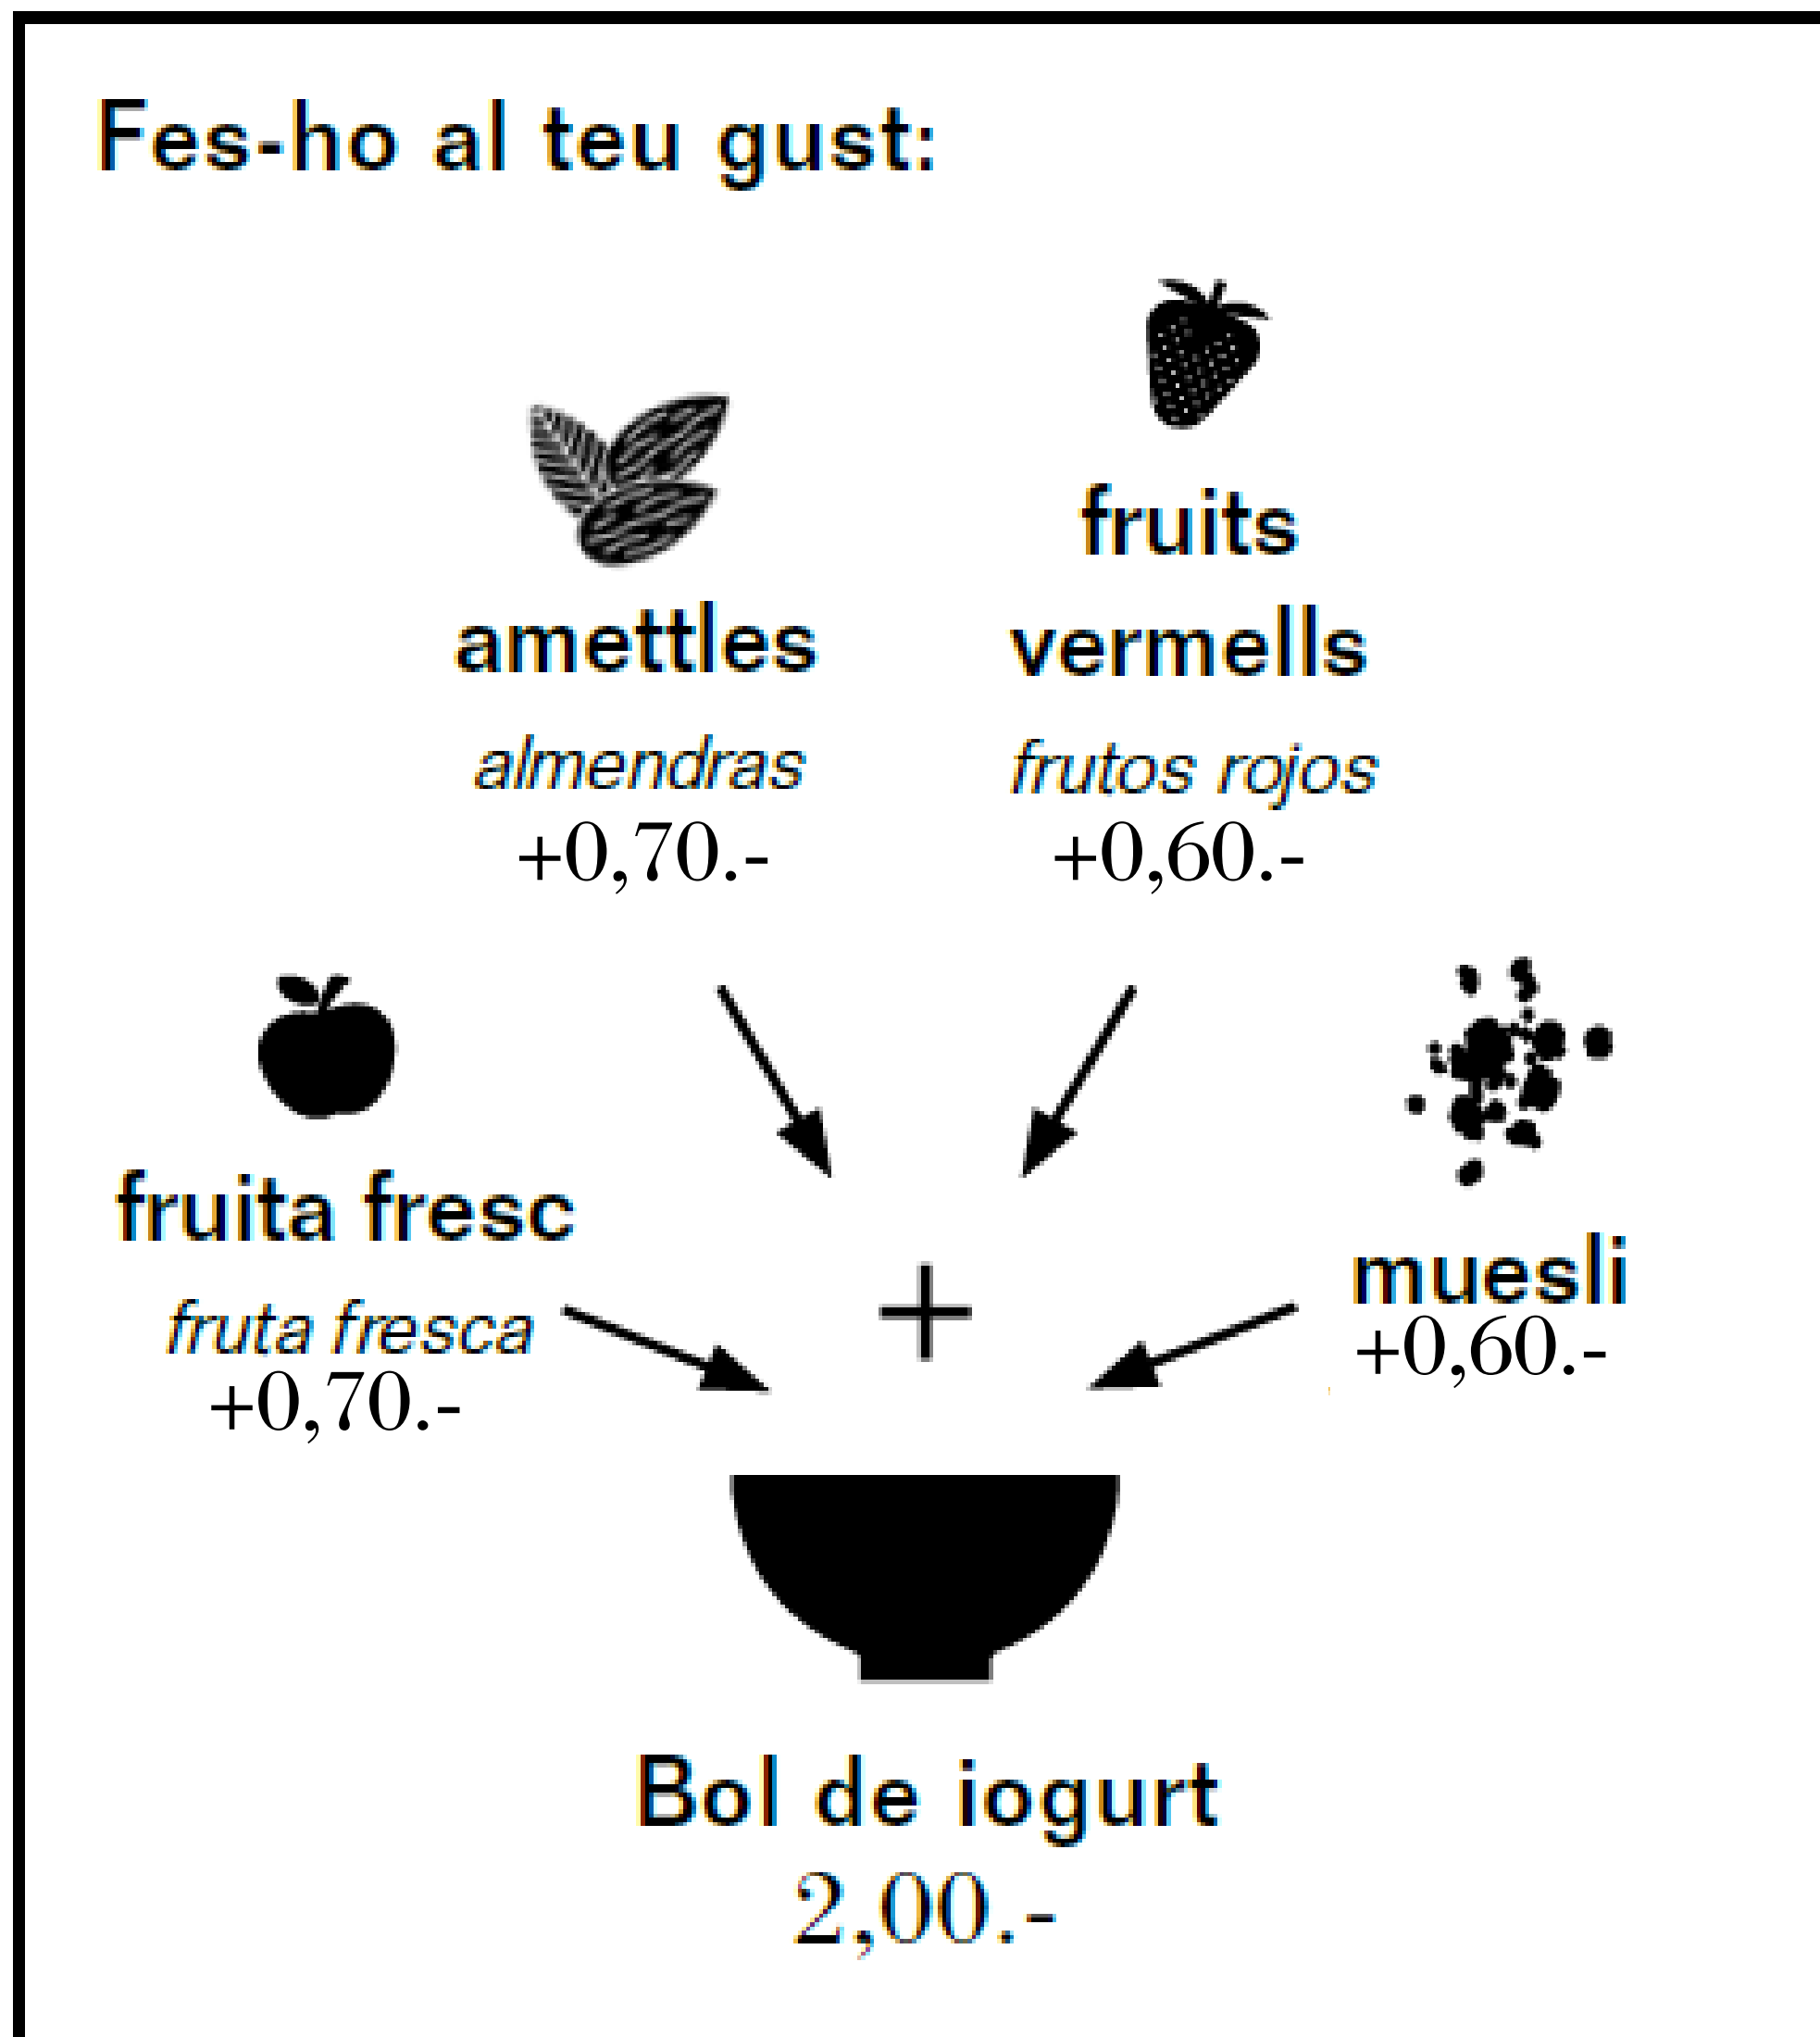 Fes-ho al teu gust:
amettles
almendras
+0,70.-
fruits
vermells
frutos rojos
+0,60.-
fruita fresc
fruta fresca
+0,70.-
+
muesli
+0,60.-
Bol de iogurt
2,00.-